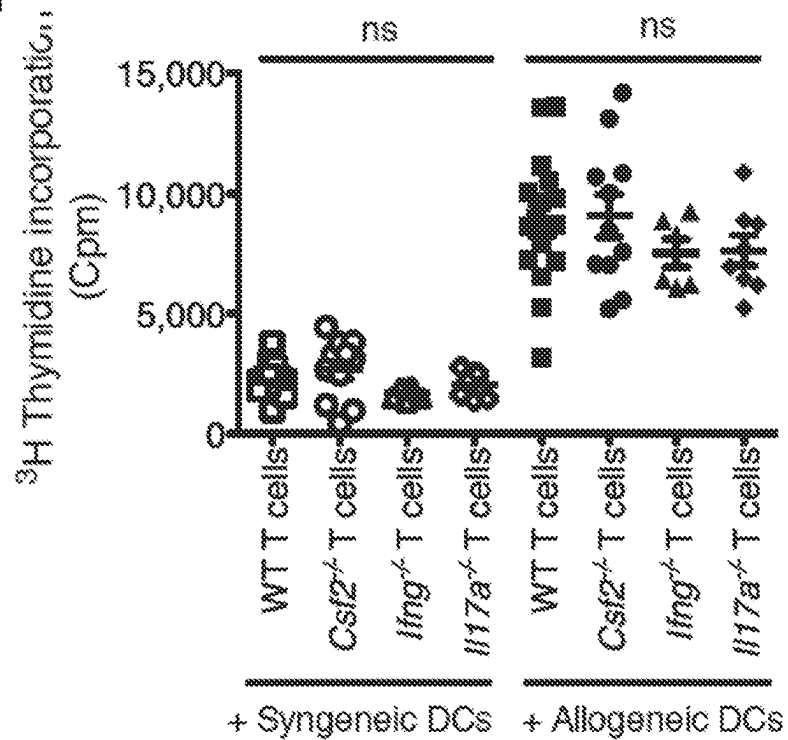 ns ns
³H Thymidine
(Cpm)
15,000
10,000
5,000
0
WT T cells
Csf2-/- T cells
Ifng-/- T cells
Il17a-/- T cells
WT T cells
Csf2-/- T cells
Ifng-/- T cells
Il17a-/- T cells
+ Syngeneic DCs + Allogeneic DCs